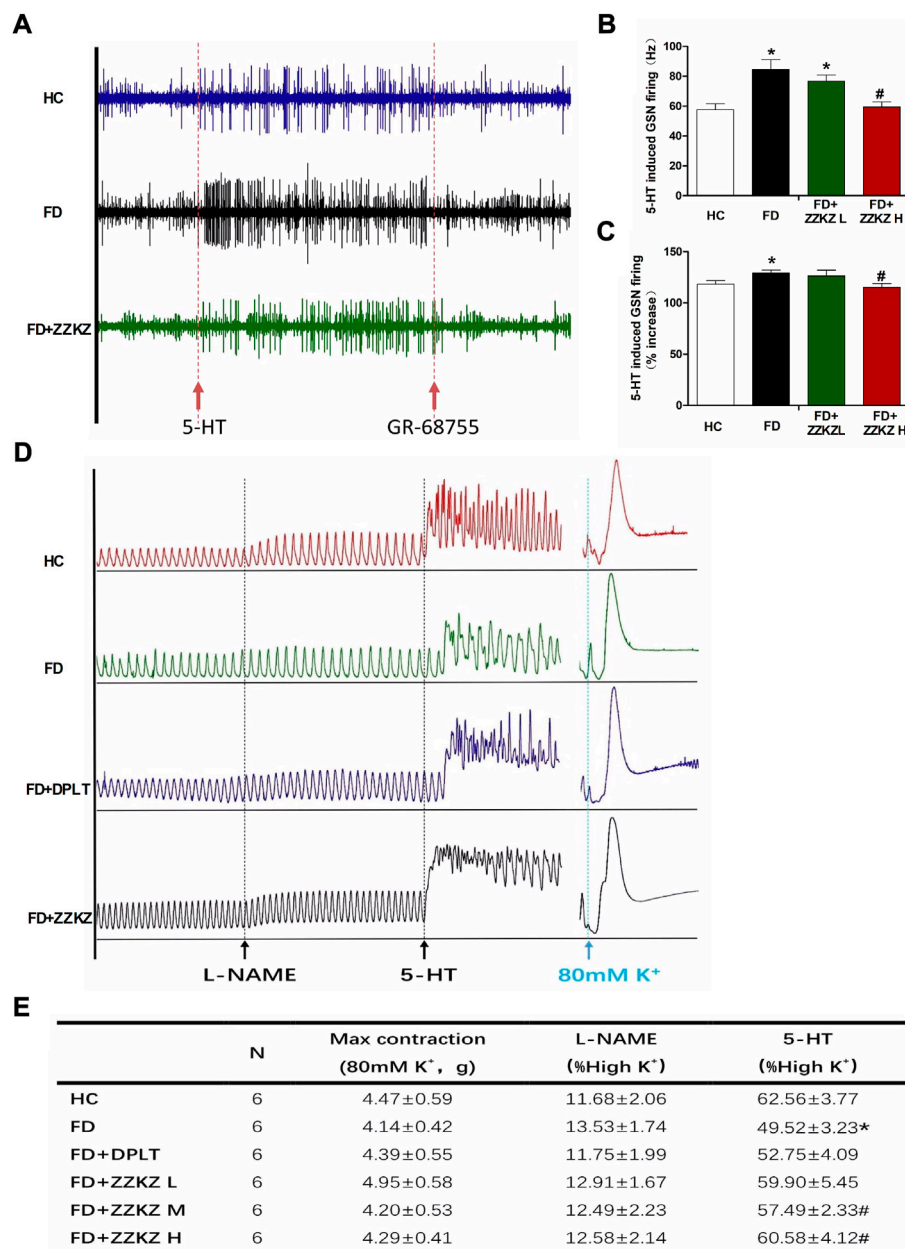 A
HC
FD
FD+ZZKZ
5-HT
GR-68755
B
5-HT induced GSN firing (Hz)
100
80
60
40
20
0
*
*
#
HC
FD
FD+
ZZKZ L
FD+
ZZKZ H
C
5-HT induced GSN firing
(% increase)
150
100
50
0
*
#
HC
FD
FD+
ZZKZL
FD+
ZZKZ H
D
HC
FD
FD+DPLT
FD+ZZKZ
L-NAME
5-HT
80mM K⁺
E
N Max contraction L-NAME 5-HT
(80mM K⁺, g) (%High K⁺) (%High K⁺)
HC 6 4.47±0.59 11.68±2.06 62.56±3.77
FD 6 4.14±0.42 13.53±1.74 49.52±3.23*
FD+DPLT 6 4.39±0.55 11.75±1.99 52.75±4.09
FD+ZZKZ L 6 4.95±0.58 12.91±1.67 59.90±5.45
FD+ZZKZ M 6 4.20±0.53 12.49±2.23 57.49±2.33#
FD+ZZKZ H 6 4.29±0.41 12.58±2.14 60.58±4.12#